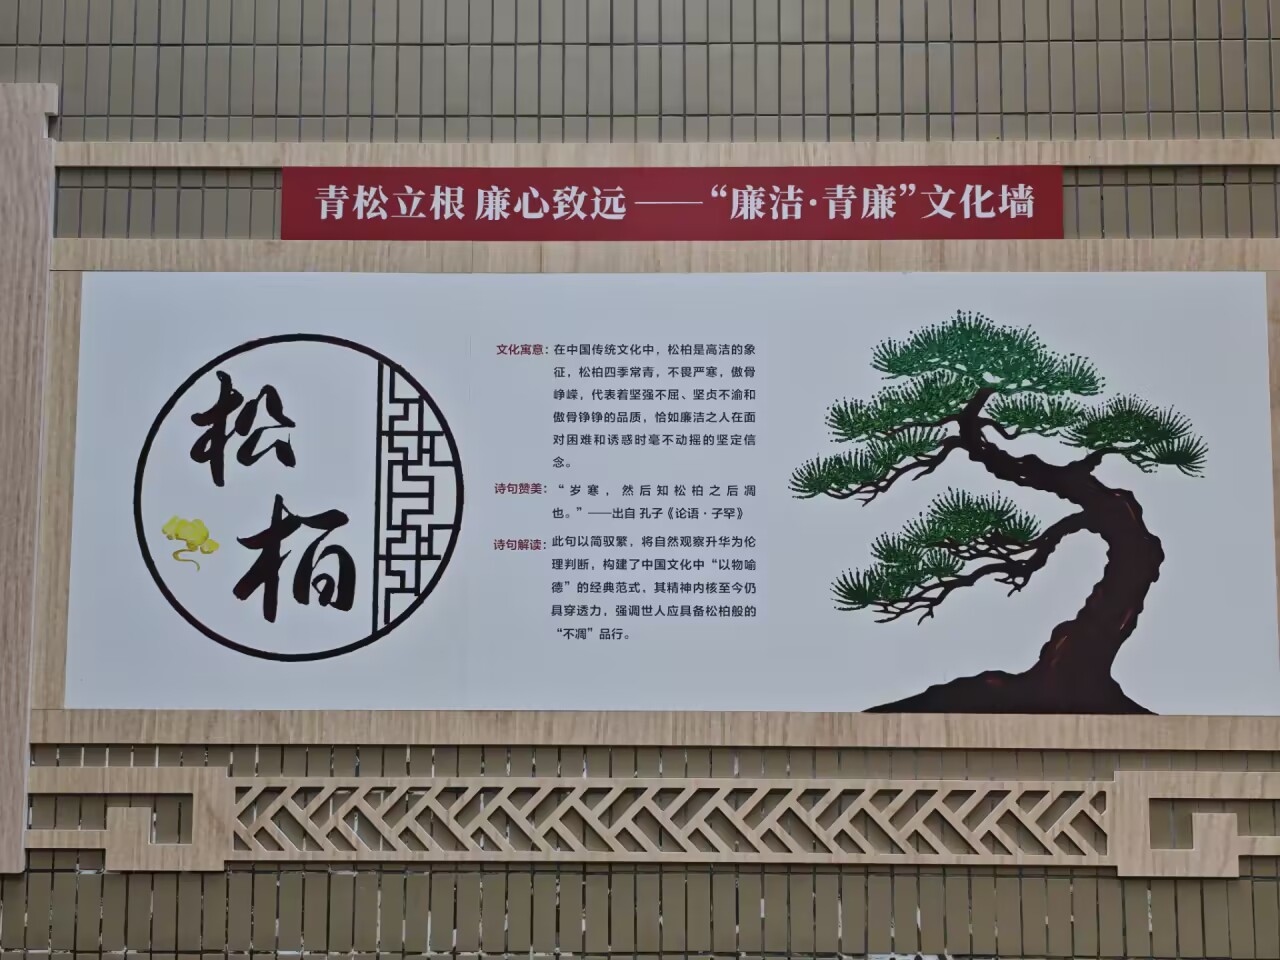 青松立根 廉心致远——“廉洁·青廉”文化墙
松
柏
文化寓意：在中国传统文化中，松柏是高洁的象
征，松柏四季常青，不畏严寒，傲骨
峥嵘，代表着坚强不屈、坚贞不渝和
傲骨铮铮的品质，恰如廉洁之人在面
对困难和诱惑时毫不动摇的坚定信
念。
诗句赞美：“岁寒，然后知松柏之后凋
也。”——出自 孔子《论语·子罕》
诗句解读：此句以简驭繁，将自然观察升华为伦
理判断，构建了中国文化中“以物喻
德”的经典范式，其精神内核至今仍
具穿透力，强调世人应具备松柏般的
“不凋”品行。